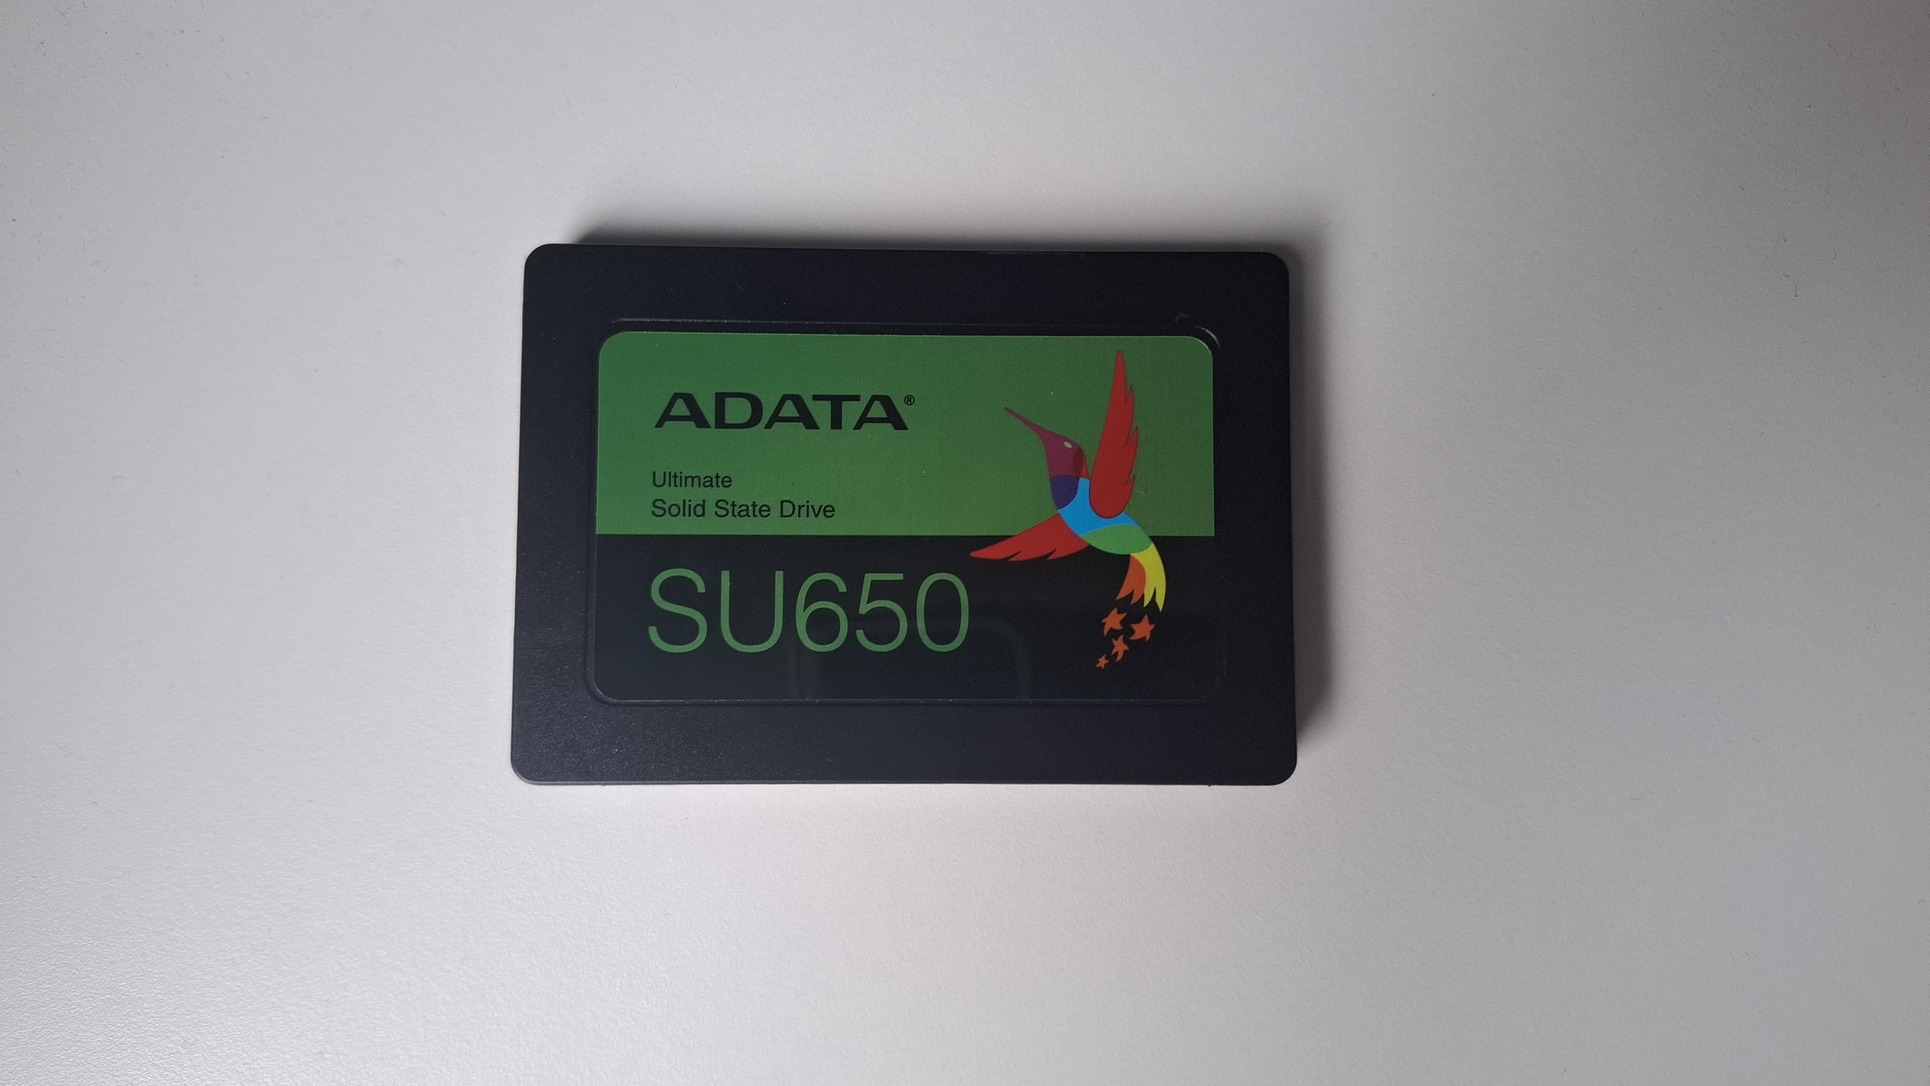 ADATA®
Ultimate
Solid State Drive
SU650